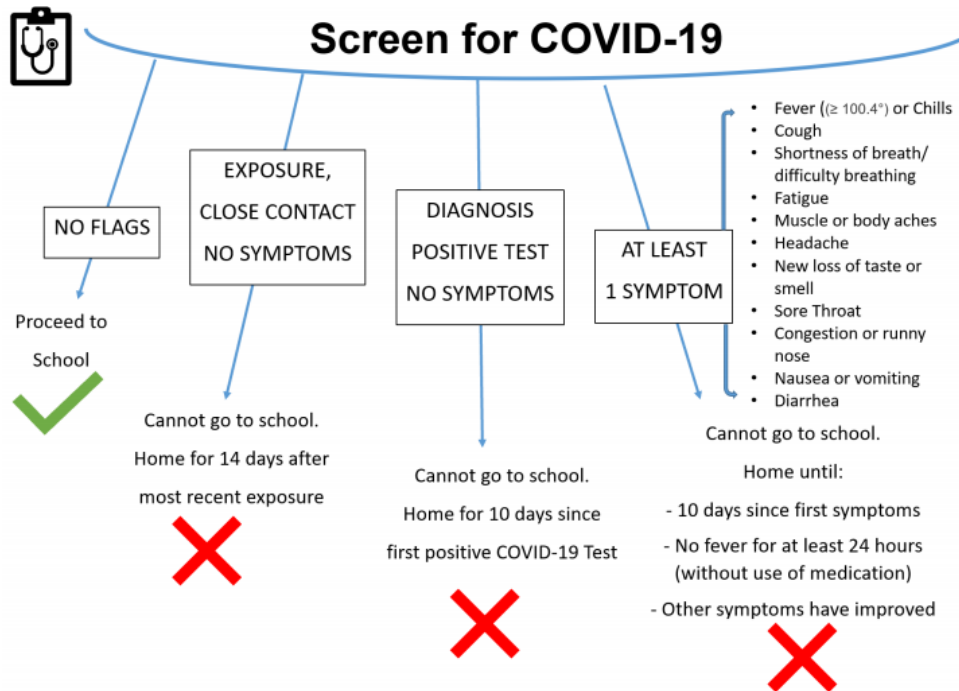 Screen for COVID-19
NO FLAGS
Proceed to
School
EXPOSURE,
CLOSE CONTACT
NO SYMPTOMS
Cannot go to school.
Home for 14 days after
most recent exposure
DIAGNOSIS
POSITIVE TEST
NO SYMPTOMS
Cannot go to school.
Home for 10 days since
first positive COVID-19 Test
AT LEAST
1 SYMPTOM
• Fever ((≥ 100.4°) or Chills
• Cough
• Shortness of breath/
difficulty breathing
• Fatigue
• Muscle or body aches
• Headache
• New loss of taste or
smell
• Sore Throat
• Congestion or runny
nose
• Nausea or vomiting
• Diarrhea
Cannot go to school.
Home until:
- 10 days since first symptoms
- No fever for at least 24 hours
(without use of medication)
- Other symptoms have improved